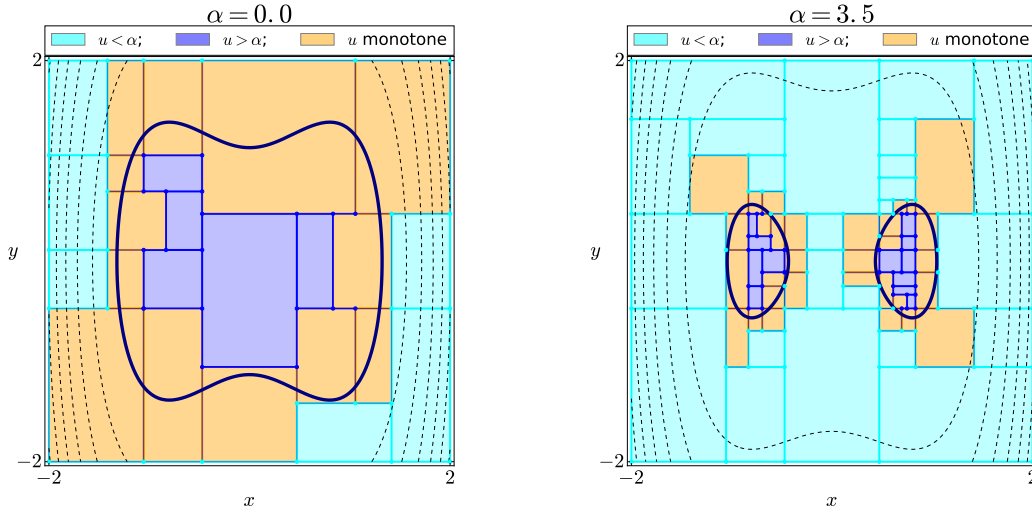 α = 0.0
u < α; u > α; u monotone
2
y
−2
−2 2
x
α = 3.5
u < α; u > α; u monotone
2
y
−2
−2 2
x